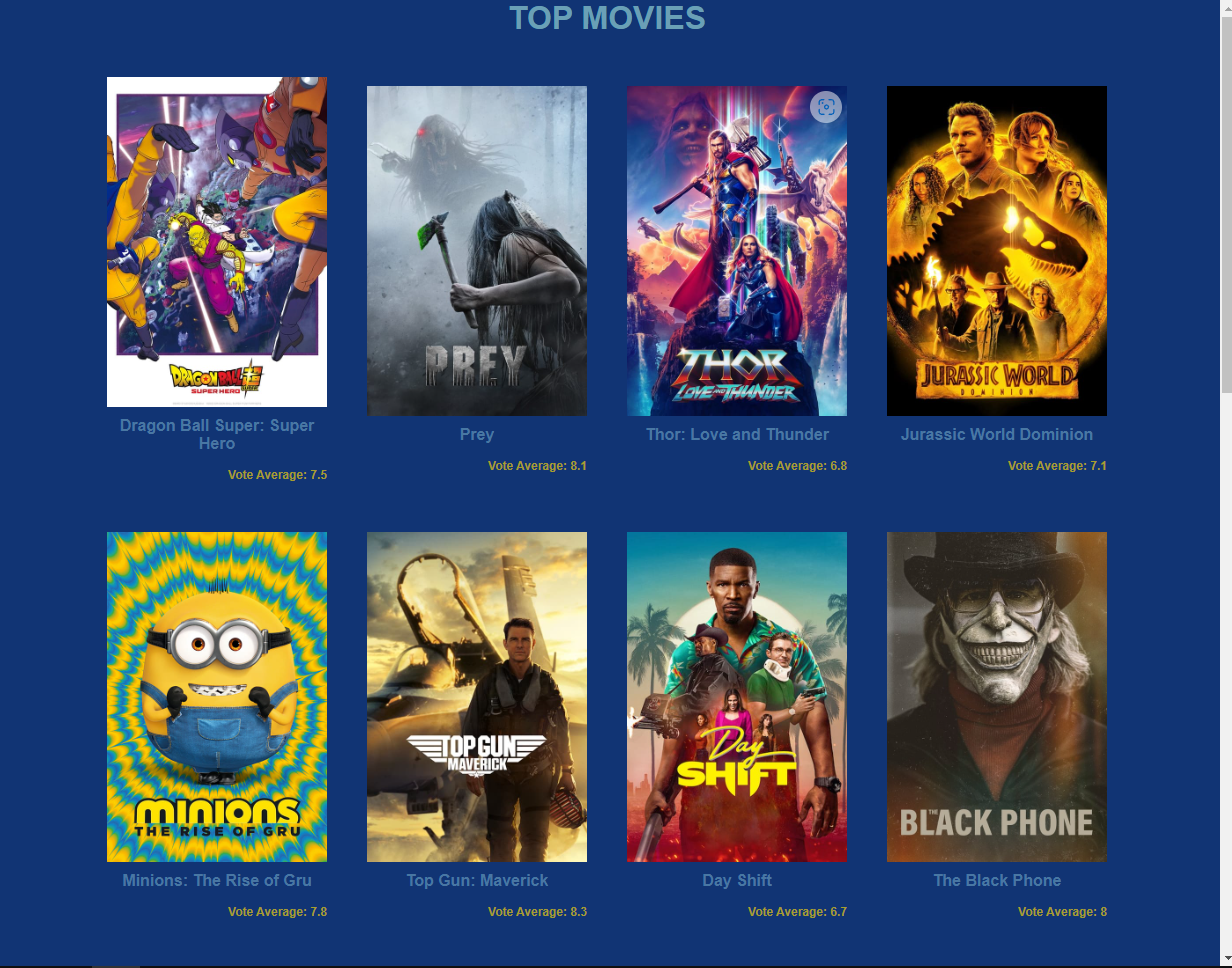 TOP MOVIES
DRAGON BALL
SUPER HERO
PREY
THOR
LOVE AND THUNDER
JURASSIC WORLD
DOMINION
Dragon Ball Super: Super
Hero
Prey
Thor: Love and Thunder
Jurassic World Dominion
Vote Average: 7.5
Vote Average: 8.1
Vote Average: 6.8
Vote Average: 7.1
minions
THE RISE OF GRU
TOP GUN
MAVERICK
Day
SHIFT
THE BLACK PHONE
Minions: The Rise of Gru
Top Gun: Maverick
Day Shift
The Black Phone
Vote Average: 7.8
Vote Average: 8.3
Vote Average: 6.7
Vote Average: 8